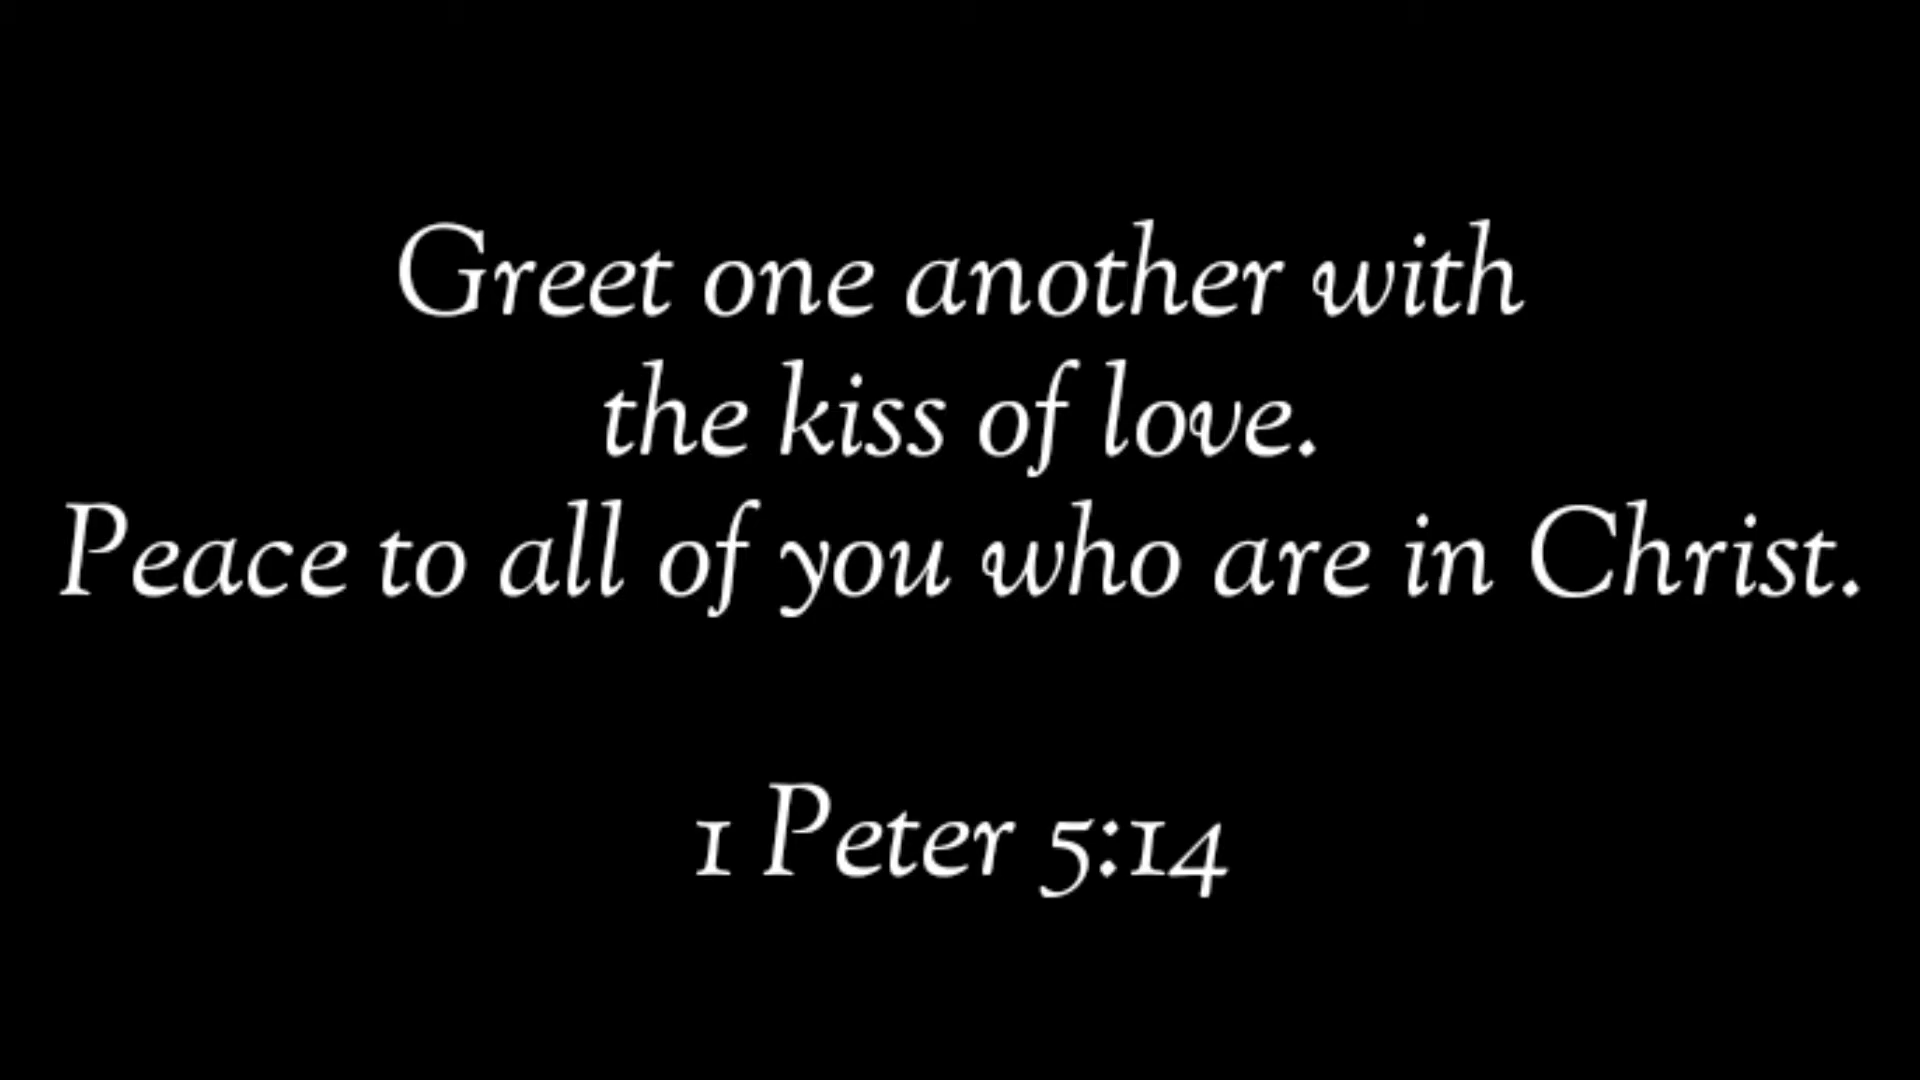 Greet one another with
the kiss of love.
Peace to all of you who are in Christ.
1 Peter 5:14